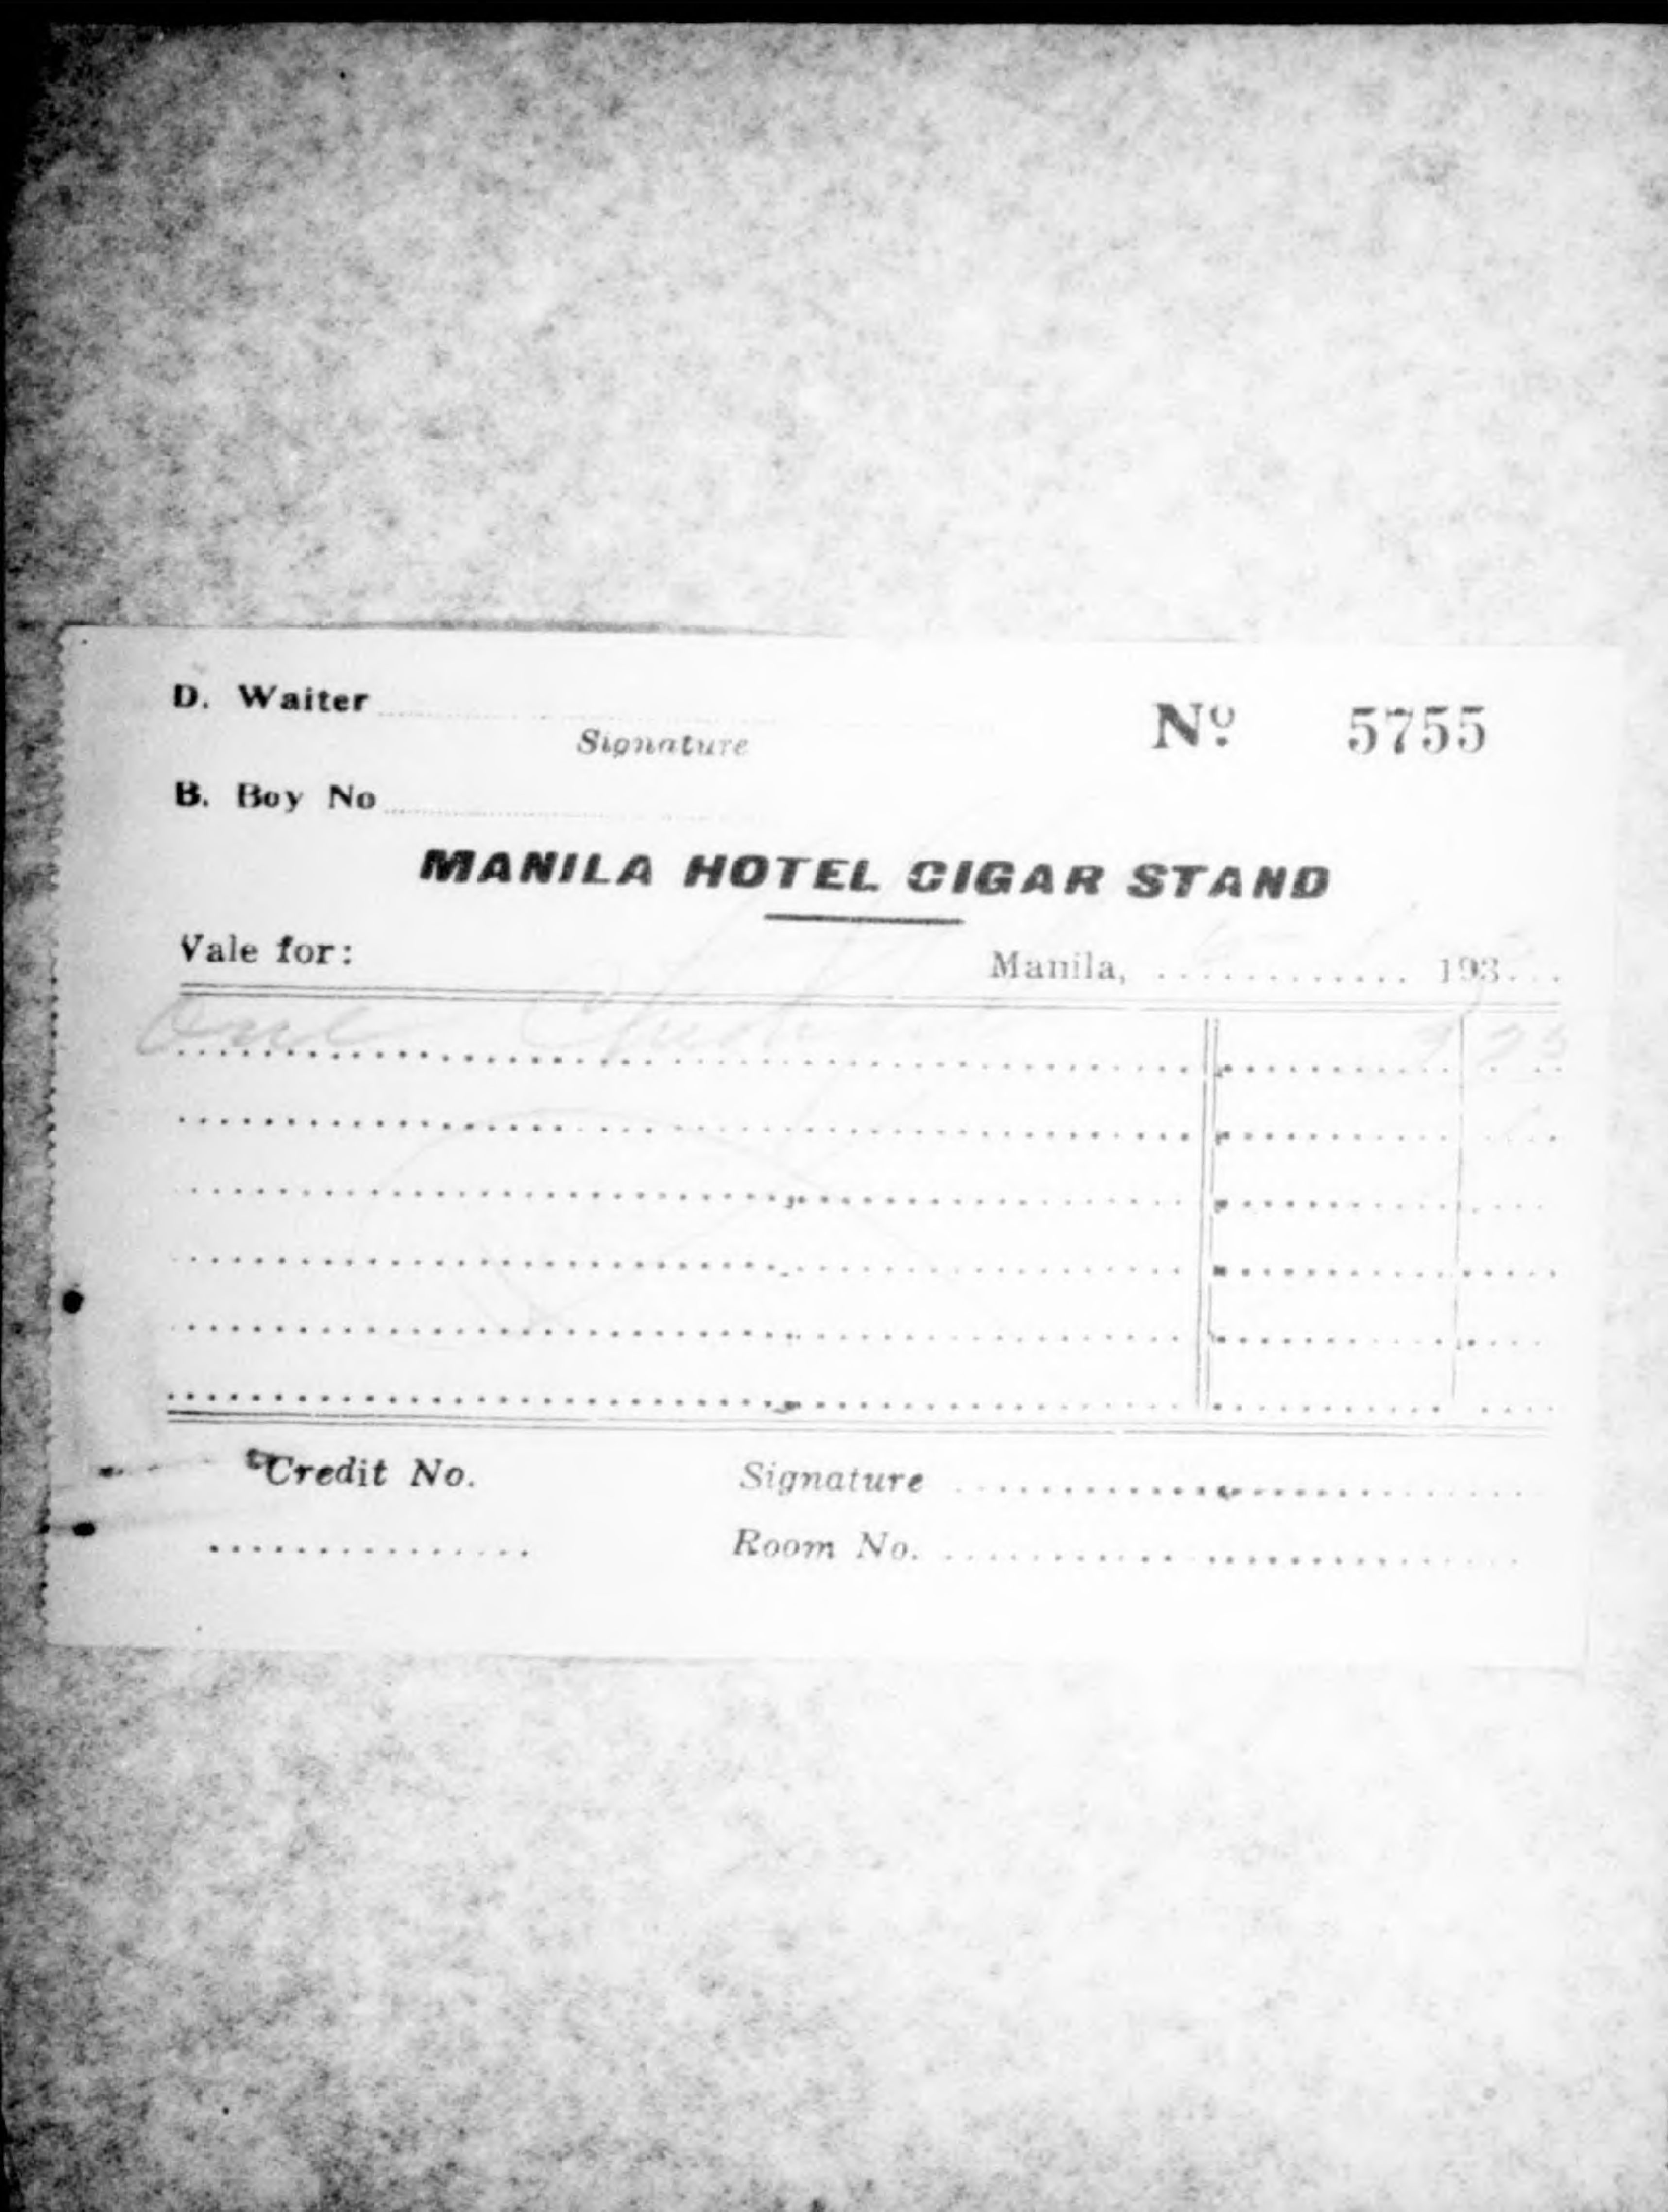 D. Waiter
Signature
Nº 5755
B. Boy No
MANILA HOTEL CIGAR STAND
Vale for:
Manila, ............ 193...
One
Credit No.
Signature
Room No.